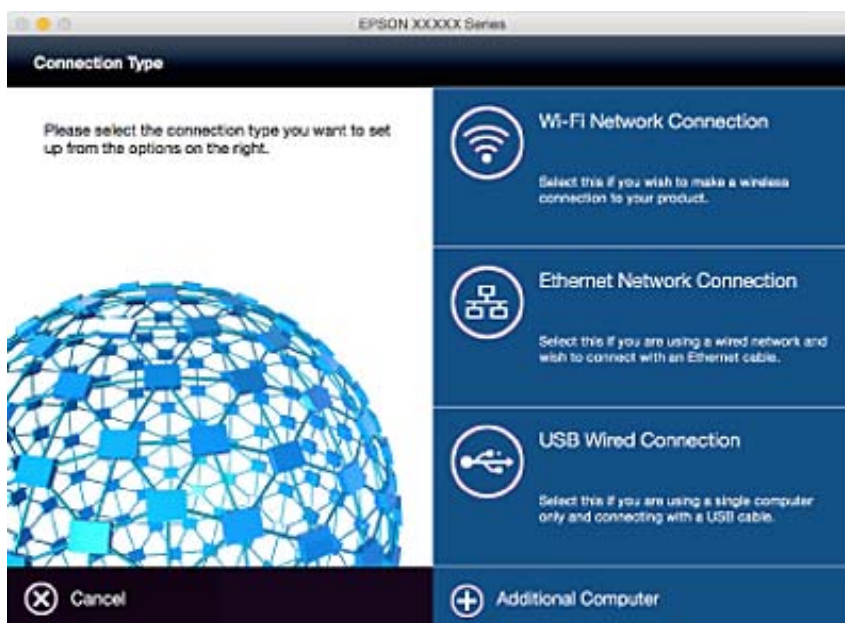 EPSON XXXXX Series
Connection Type
Please select the connection type you want to set
up from the options on the right.
Wi-Fi Network Connection
Select this if you wish to make a wireless
connection to your product.
Ethernet Network Connection
Select this if you are using a wired network and
wish to connect with an Ethernet cable.
USB Wired Connection
Select this if you are using a single computer
only and connecting with a USB cable.
Cancel
Additional Computer